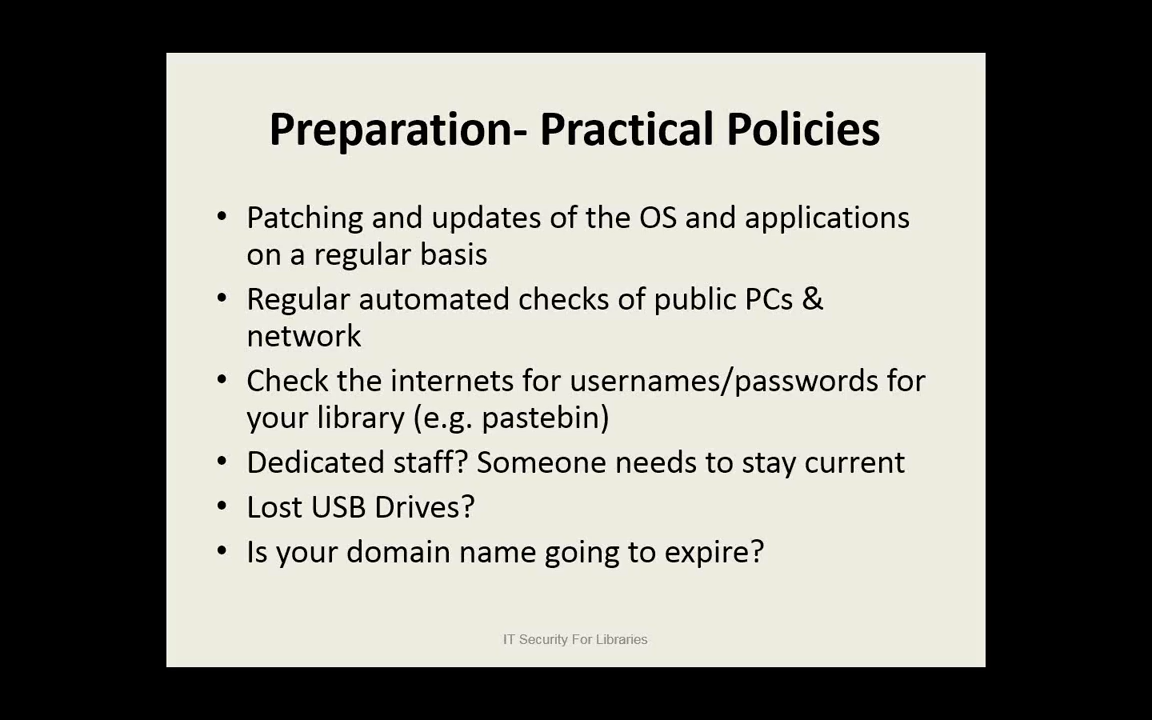 Preparation- Practical Policies
• Patching and updates of the OS and applications
on a regular basis
• Regular automated checks of public PCs &
network
• Check the internets for usernames/passwords for
your library (e.g. pastebin)
• Dedicated staff? Someone needs to stay current
• Lost USB Drives?
• Is your domain name going to expire?
IT Security For Libraries